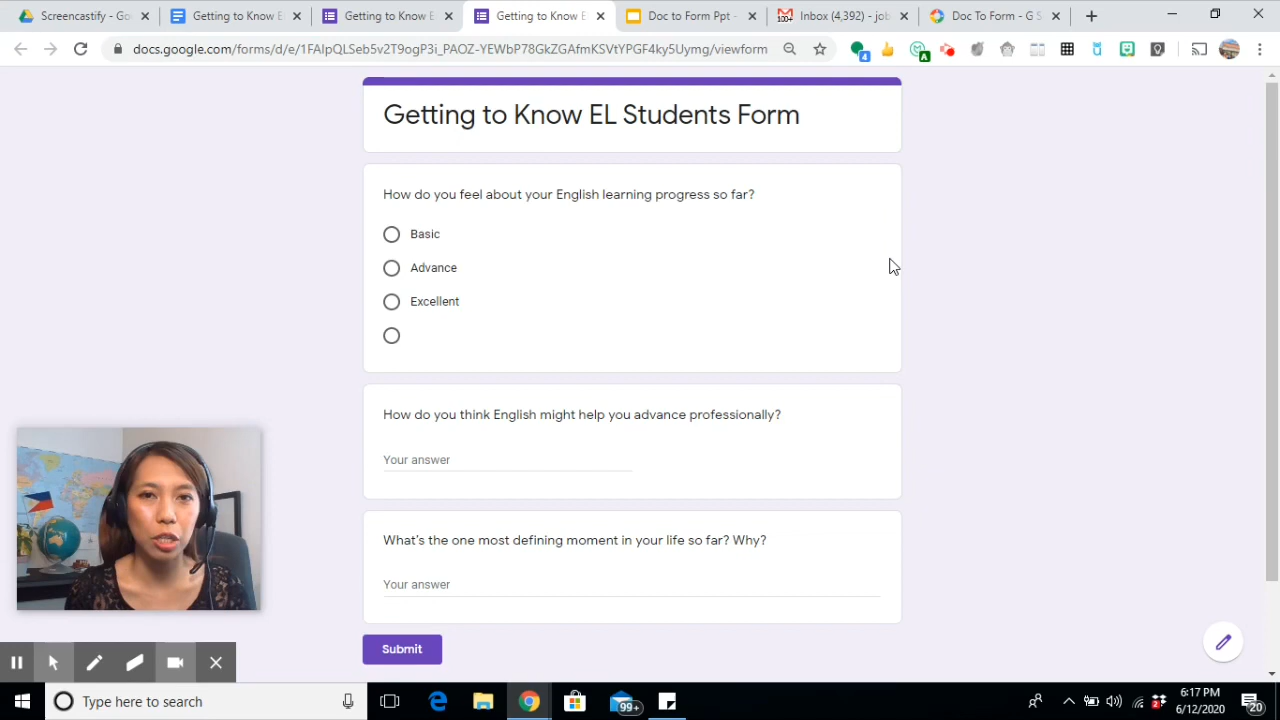 Screencastify - Go
Getting to Know E
Getting to Know E
Getting to Know E
Doc to Form Ppt
Inbox (4,392) - jo
Doc To Form - G S
docs.google.com/forms/d/e/1FAIpQLSeb5v2T9ogP3i_PAOZ-YEWbP78GkZGAfmKSVtYPGF4ky5Uymg/viewform
4
A
Getting to Know EL Students Form
How do you feel about your English learning progress so far?
Basic
Advance
Excellent
How do you think English might help you advance professionally?
Your answer
What's the one most defining moment in your life so far? Why?
Your answer
Submit
Type here to search
99+
2
6:17 PM
6/12/2020
20